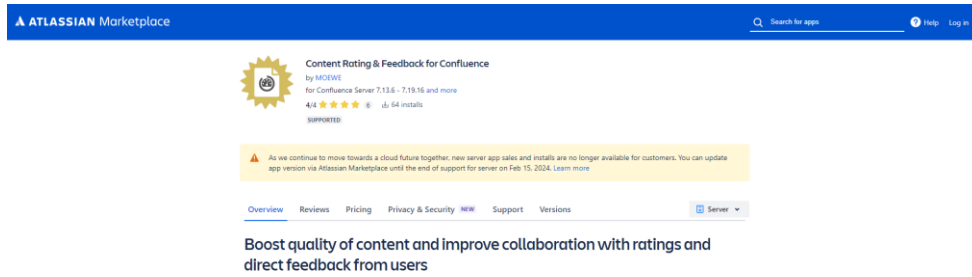 ATLASSIAN Marketplace
Search for apps
Help
Log in
Content Rating & Feedback for Confluence
by MOEWE
for Confluence Server 7.13.6 - 7.19.16 and more
4/4 6 64 installs
SUPPORTED
As we continue to move towards a cloud future together, new server app sales and installs are no longer available for customers. You can update
app version via Atlassian Marketplace until the end of support for server on Feb 15, 2024. Learn more
Overview Reviews Pricing Privacy & Security NEW Support Versions
Server
Boost quality of content and improve collaboration with ratings and
direct feedback from users